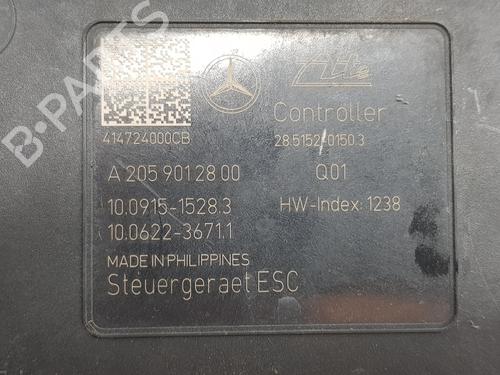 B-PARTS
Ate
Controller
414724000CB 28.5152-0150.3
A 205 901 28 00 Q01
10.0915-1528.3 HW-Index: 1238
10.0622-3671.1
MADE IN PHILIPPINES
Steuergeraet ESC